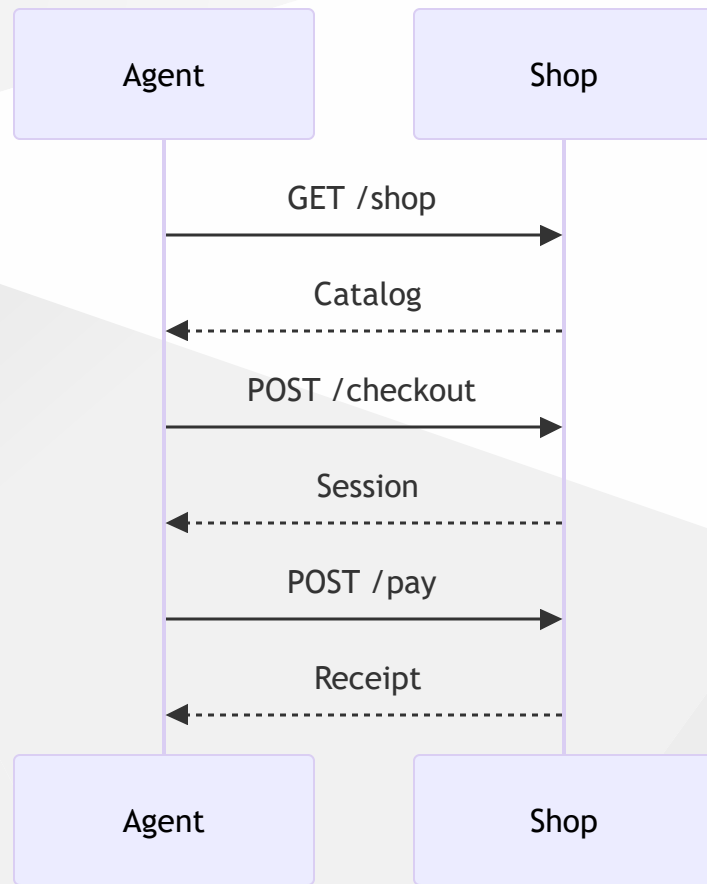 Agent Shop
GET /shop
Catalog
POST /checkout
Session
POST /pay
Receipt
Agent Shop